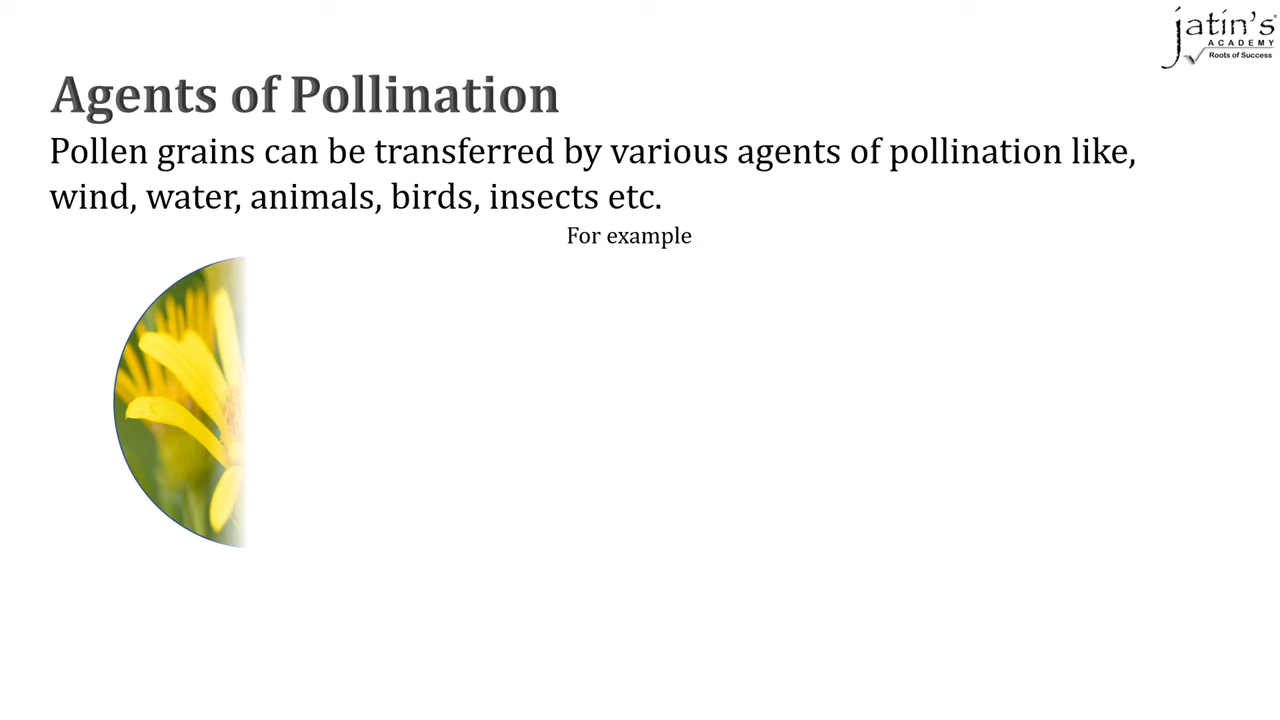 jatin's
ACADEMY
Roots of Success
Agents of Pollination
Pollen grains can be transferred by various agents of pollination like,
wind, water, animals, birds, insects etc.
For example